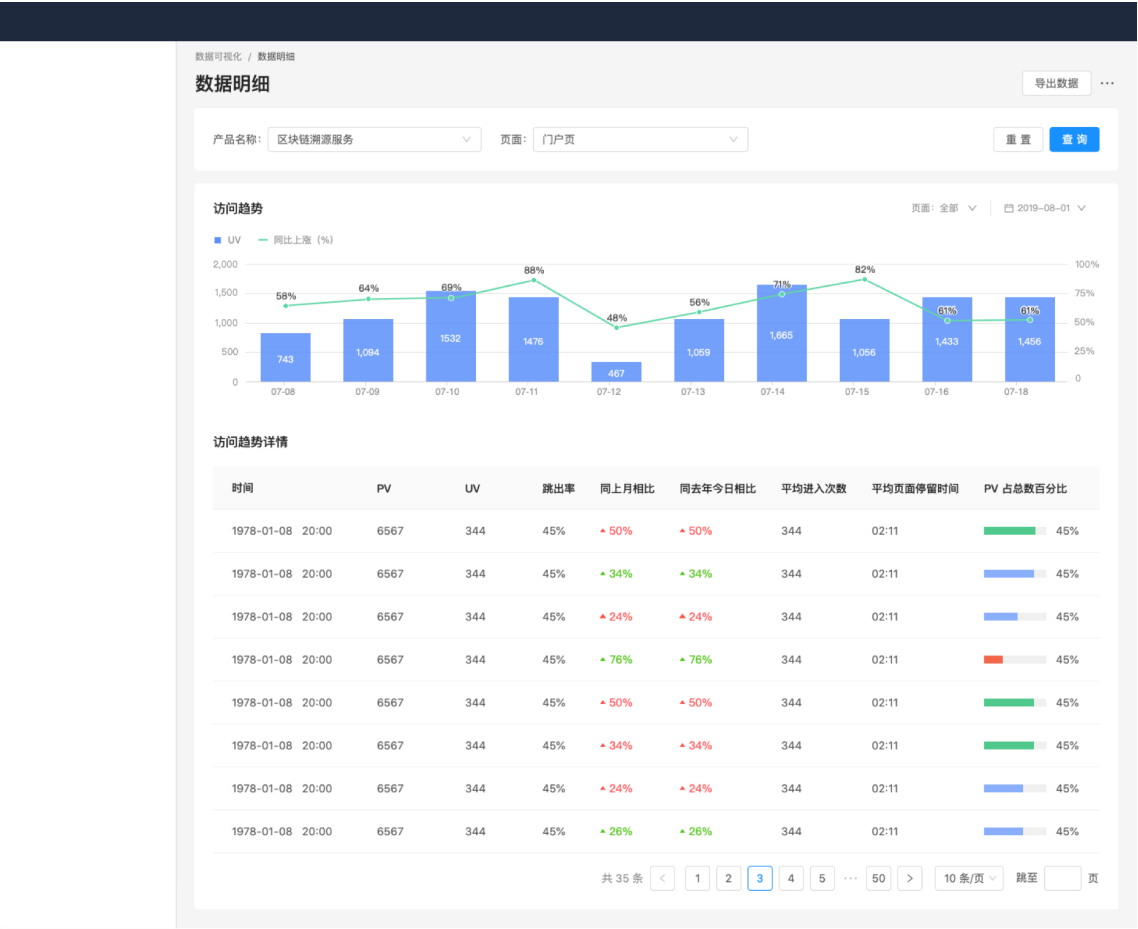 数据可视化 / 数据明细
数据明细
导出数据 ···
产品名称: 区块链溯源服务 页面: 门户页 重 置 查 询
访问趋势 页面: 全部 2019-08-01
UV 同比上涨 (%)
2,000 1,500 1,000 500 0
58% 64% 69% 88% 48% 56% 71% 82% 61% 61%
743 1,094 1532 1476 467 1,059 1,665 1,056 1,433 1,456
100% 75% 50% 25% 0
07-08 07-09 07-10 07-11 07-12 07-13 07-14 07-15 07-16 07-18
访问趋势详情
时间 PV UV 跳出率 同上月相比 同去年今日相比 平均进入次数 平均页面停留时间 PV 占总数百分比
1978-01-08 20:00 6567 344 45% 50% 50% 344 02:11 45%
1978-01-08 20:00 6567 344 45% 34% 34% 344 02:11 45%
1978-01-08 20:00 6567 344 45% 24% 24% 344 02:11 45%
1978-01-08 20:00 6567 344 45% 76% 76% 344 02:11 45%
1978-01-08 20:00 6567 344 45% 50% 50% 344 02:11 45%
1978-01-08 20:00 6567 344 45% 34% 34% 344 02:11 45%
1978-01-08 20:00 6567 344 45% 24% 24% 344 02:11 45%
1978-01-08 20:00 6567 344 45% 26% 26% 344 02:11 45%
共 35 条 < 1 2 3 4 5 ··· 50 > 10 条/页 跳至 页